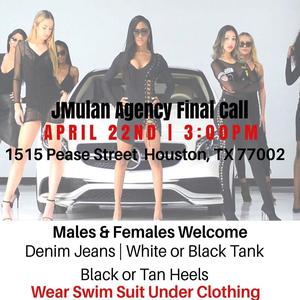 JMulan Agency Final Call
APRIL 22ND | 3:00PM
1515 Pease Street Houston, TX 77002
Males & Females Welcome
Denim Jeans | White or Black Tank
Black or Tan Heels
Wear Swim Suit Under Clothing